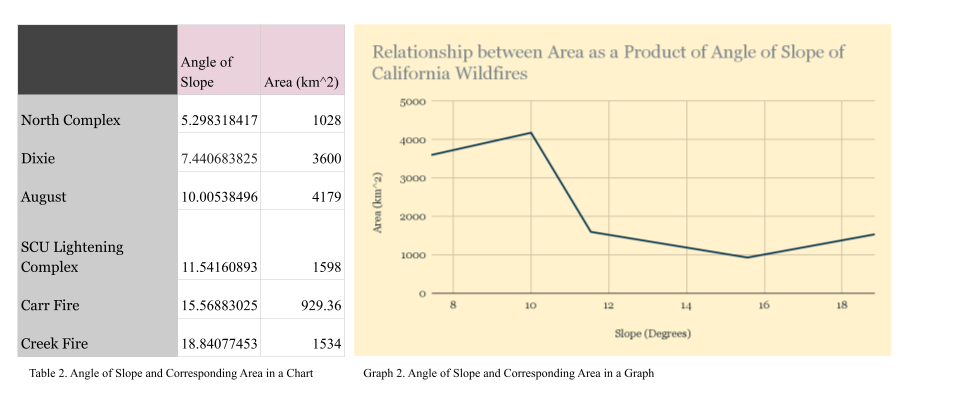 Angle of
Slope
Area (km^2)
North Complex 5.298318417 1028
Dixie 7.440683825 3600
August 10.00538496 4179
SCU Lightening
Complex 11.54160893 1598
Carr Fire 15.56883025 929.36
Creek Fire 18.84077453 1534
Table 2. Angle of Slope and Corresponding Area in a Chart
Relationship between Area as a Product of Angle of Slope of
California Wildfires
Area (km^2)
5000
4000
3000
2000
1000
0
8 10 12 14 16 18
Slope (Degrees)
Graph 2. Angle of Slope and Corresponding Area in a Graph